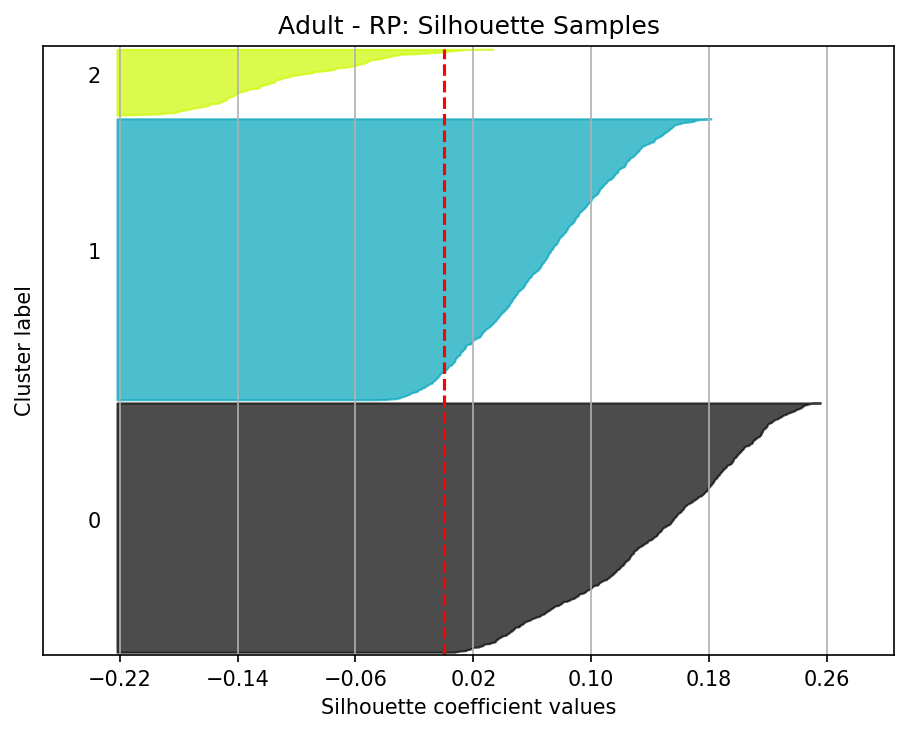 Adult - RP: Silhouette Samples
Cluster label
2
1
0
−0.22 −0.14 −0.06 0.02 0.10 0.18 0.26
Silhouette coefficient values